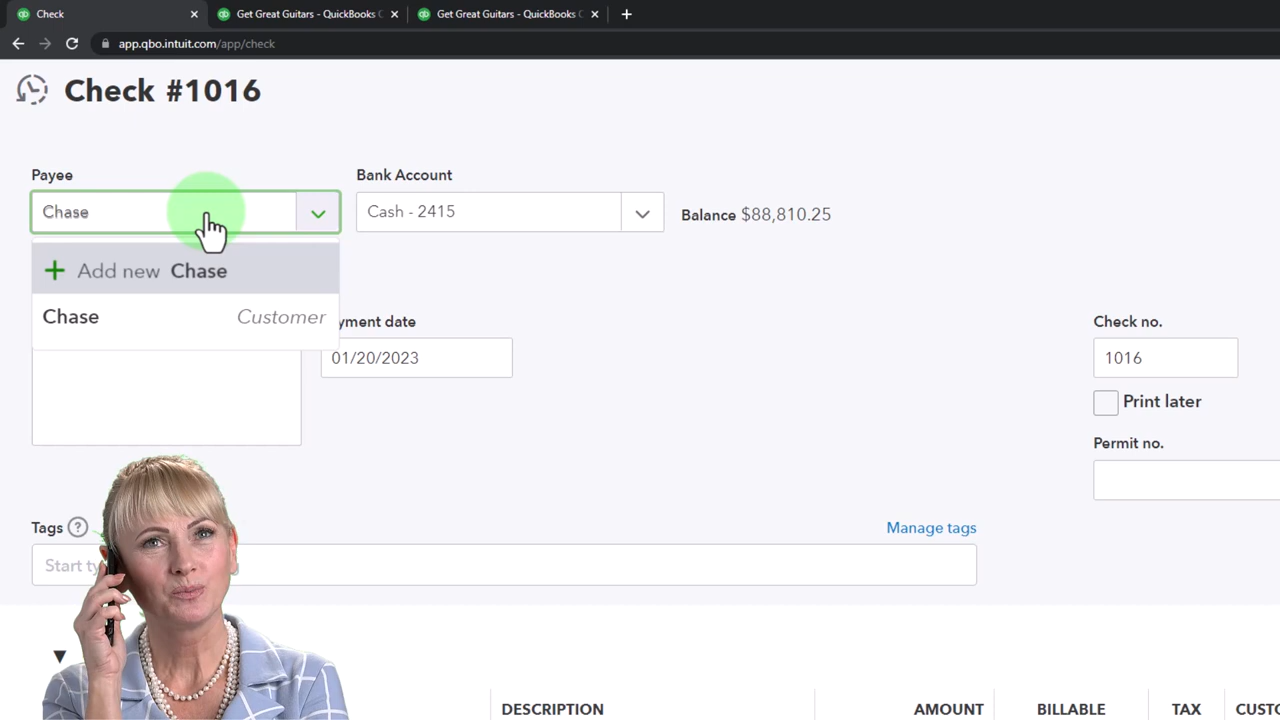 Check
Get Great Guitars - QuickBooks C
Get Great Guitars - QuickBooks C
app.qbo.intuit.com/app/check
Check #1016
Payee
Bank Account
Chase
Cash - 2415
Balance $88,810.25
+ Add new Chase
Chase Customer
yment date
Check no.
01/20/2023
1016
Print later
Permit no.
Tags ?
Manage tags
Start ty
DESCRIPTION
AMOUNT
BILLABLE
TAX
CUSTO